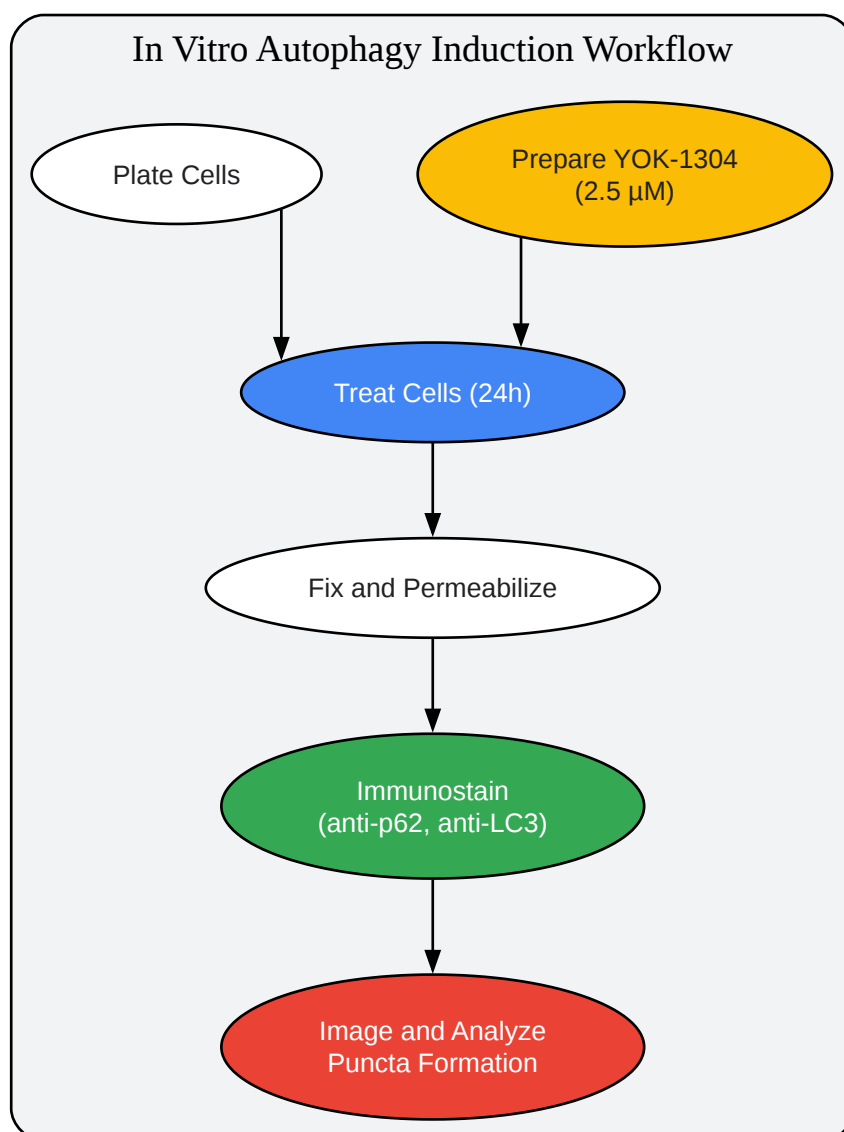 In Vitro Autophagy Induction Workflow
Plate Cells
Prepare YOK-1304
(2.5 µM)
Treat Cells (24h)
Fix and Permeabilize
Immunostain
(anti-p62, anti-LC3)
Image and Analyze
Puncta Formation